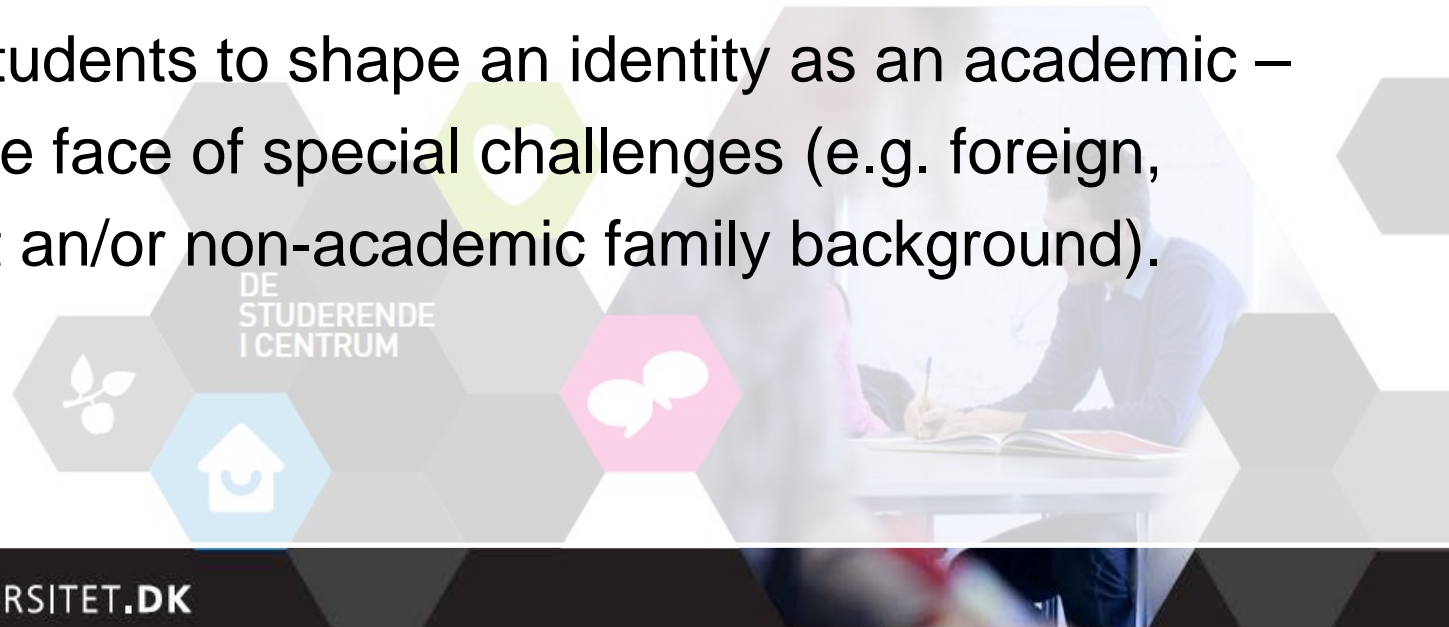 tudents to shape an identity as an academic –
e face of special challenges (e.g. foreign,
an/or non-academic family background).
DE
STUDERENDE
I CENTRUM
RSITET.DK